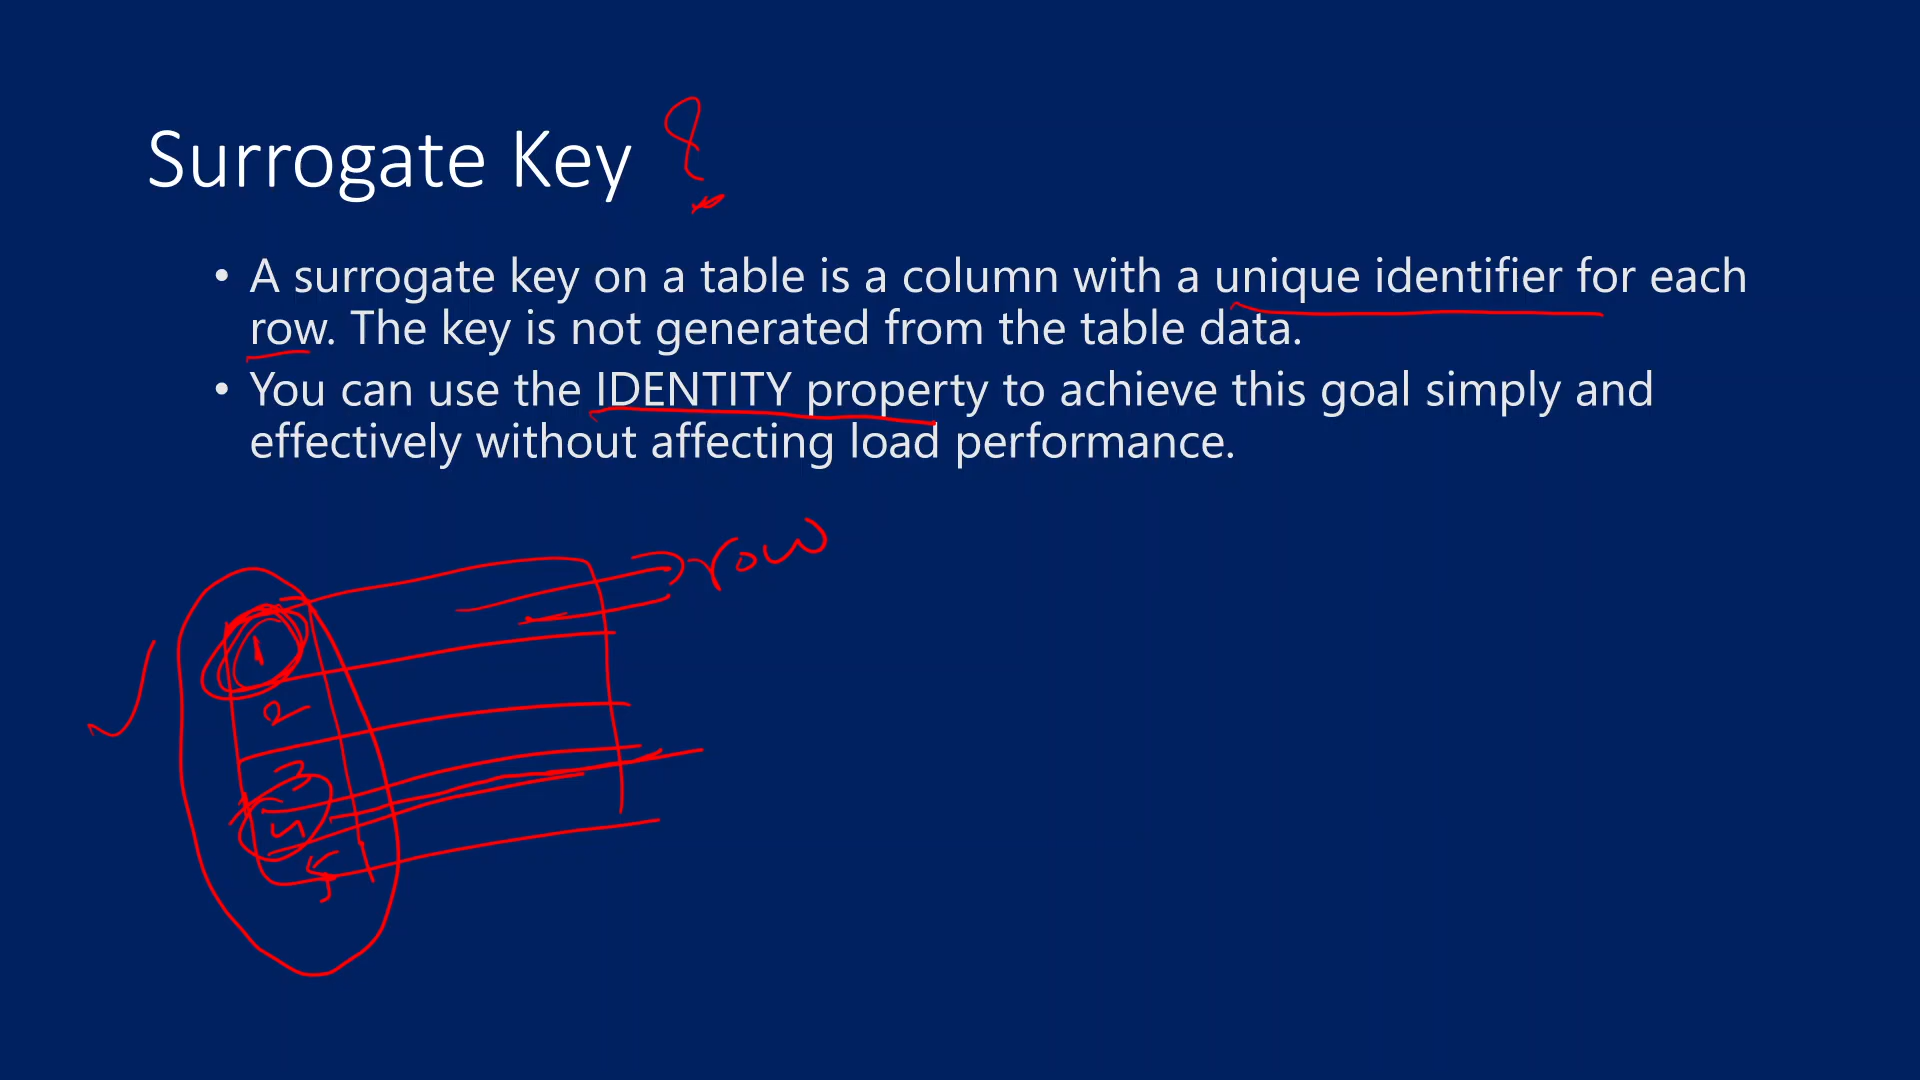 Surrogate Key ?
• A surrogate key on a table is a column with a unique identifier for each
row. The key is not generated from the table data.
• You can use the IDENTITY property to achieve this goal simply and
effectively without affecting load performance.
row
1
2
3
4
5